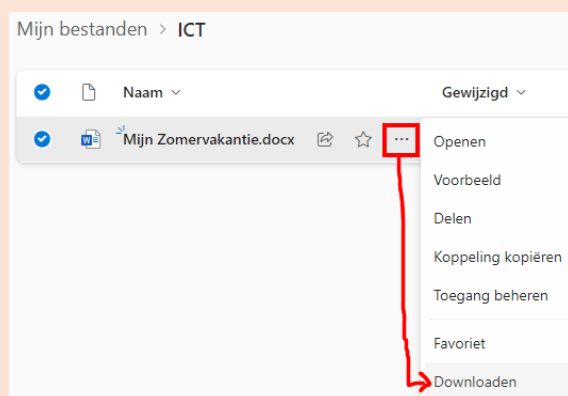 Mijn bestanden > ICT
Naam Gewijzigd
Mijn Zomervakantie.docx ...
Openen
Voorbeeld
Delen
Koppeling kopiëren
Toegang beheren
Favoriet
Downloaden